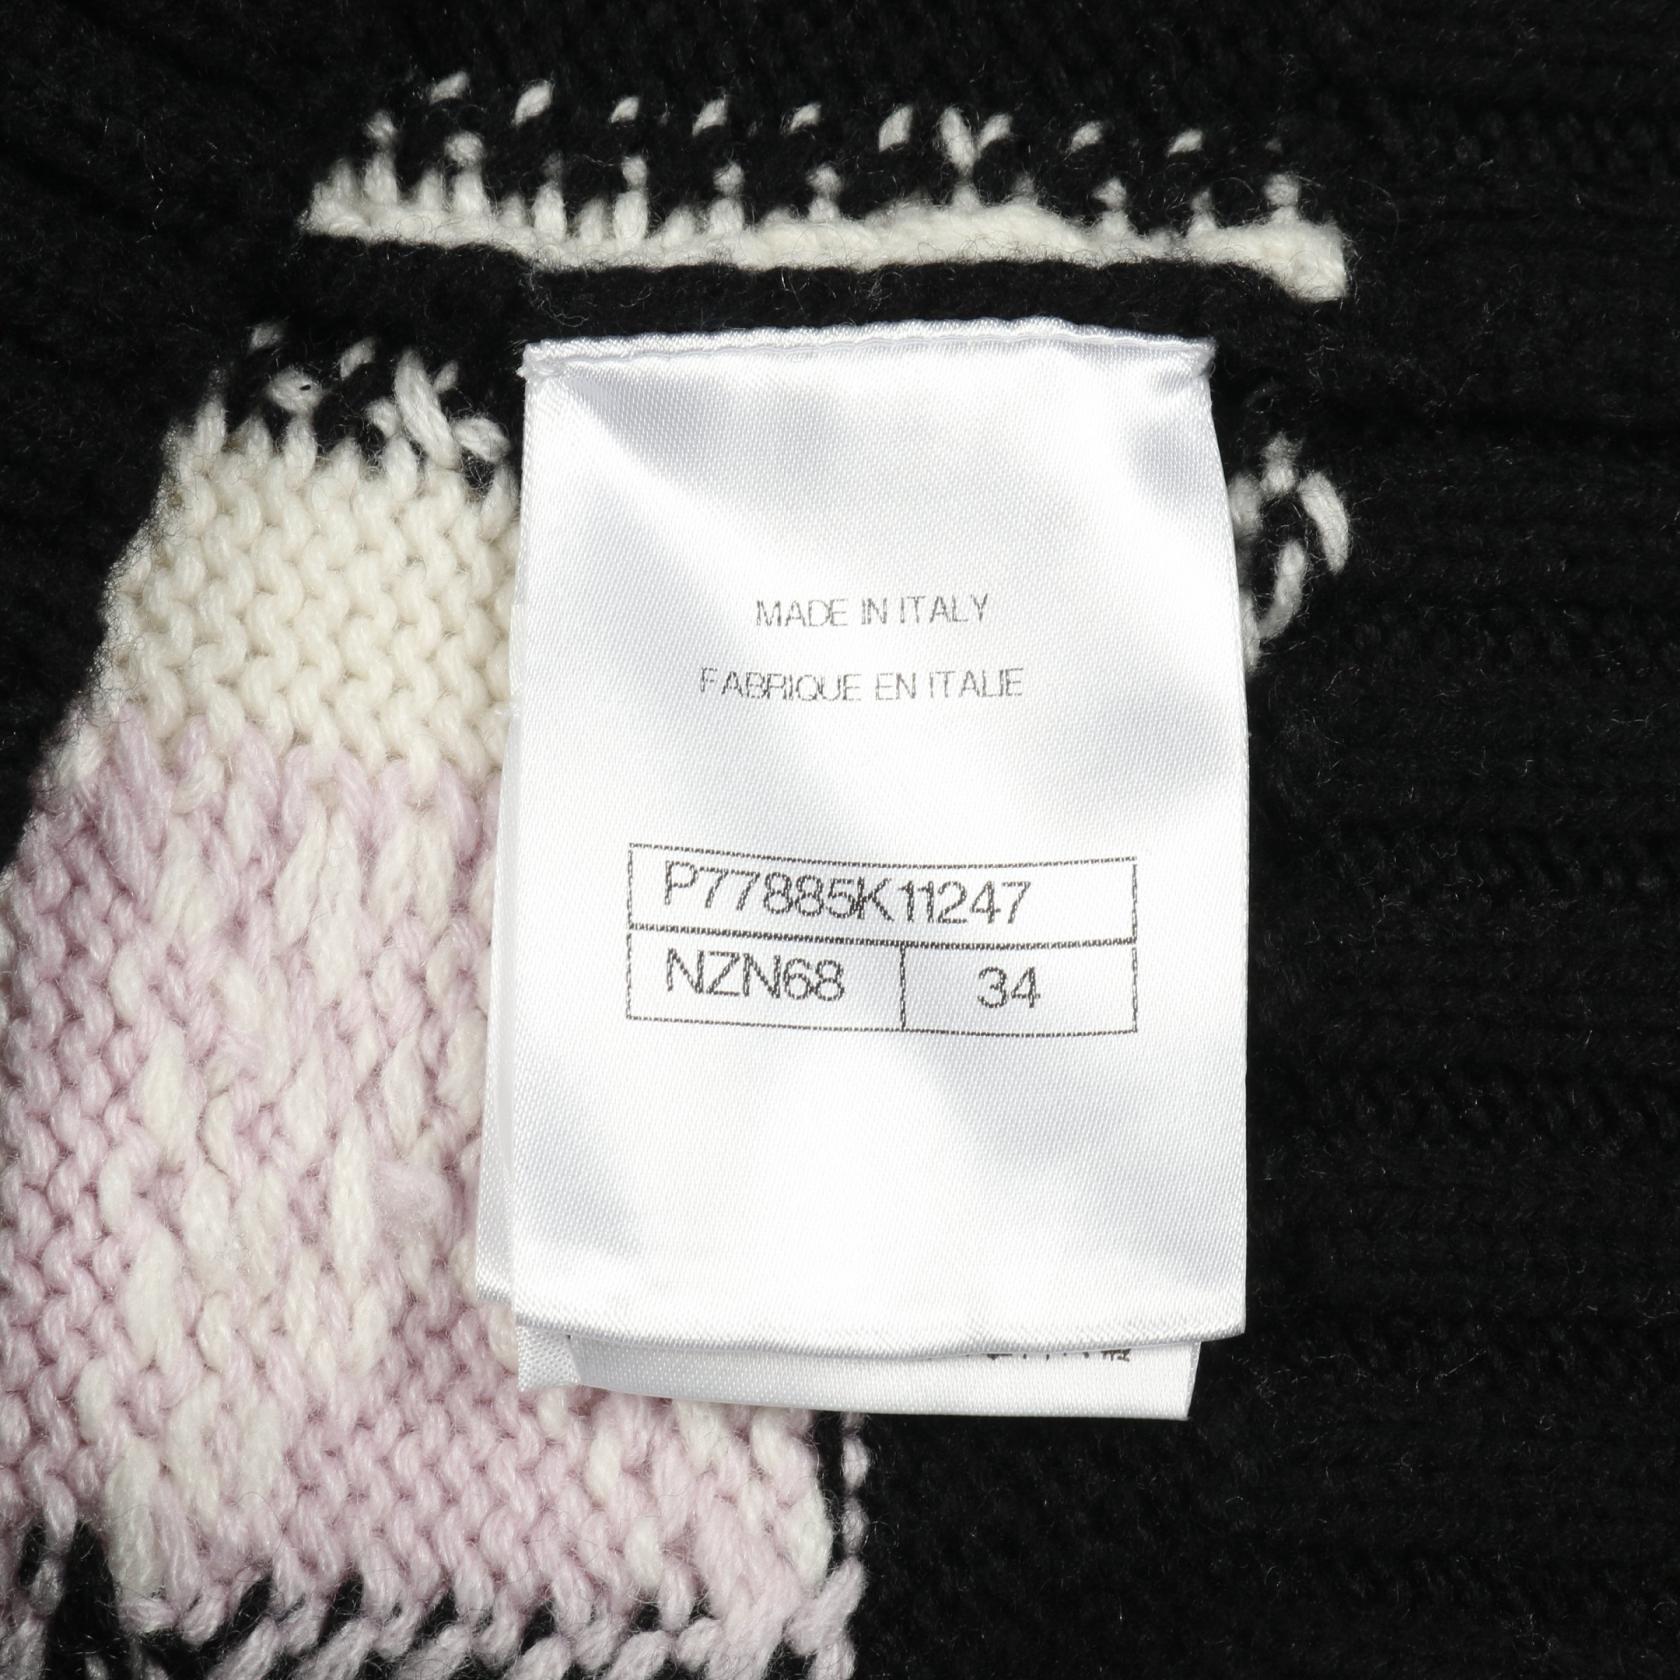 MADE IN ITALY
FABRIQUE EN ITALIE
P77885K11247
NZN68 34